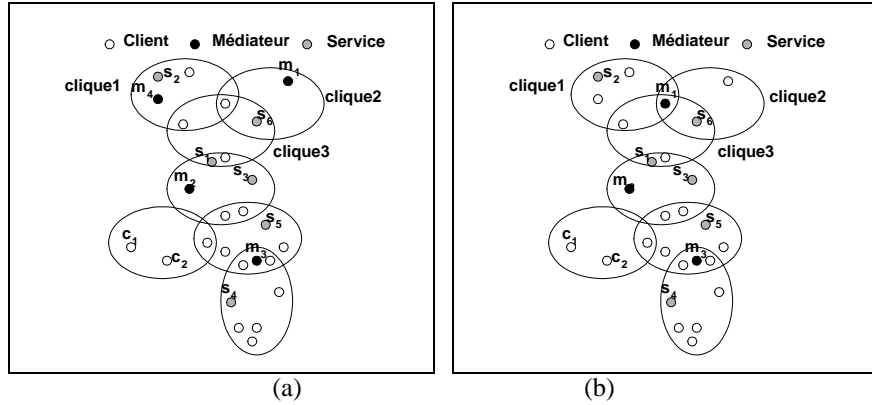 Client Médiateur Service
m1
s2
clique1
m4
clique2
s6
clique3
s1
s3
m2
s5
c1
c2
m3
s4
(a)
Client Médiateur Service
s2
clique1
m1
clique2
s6
clique3
s1
s3
s5
c1
c2
m3
s4
(b)